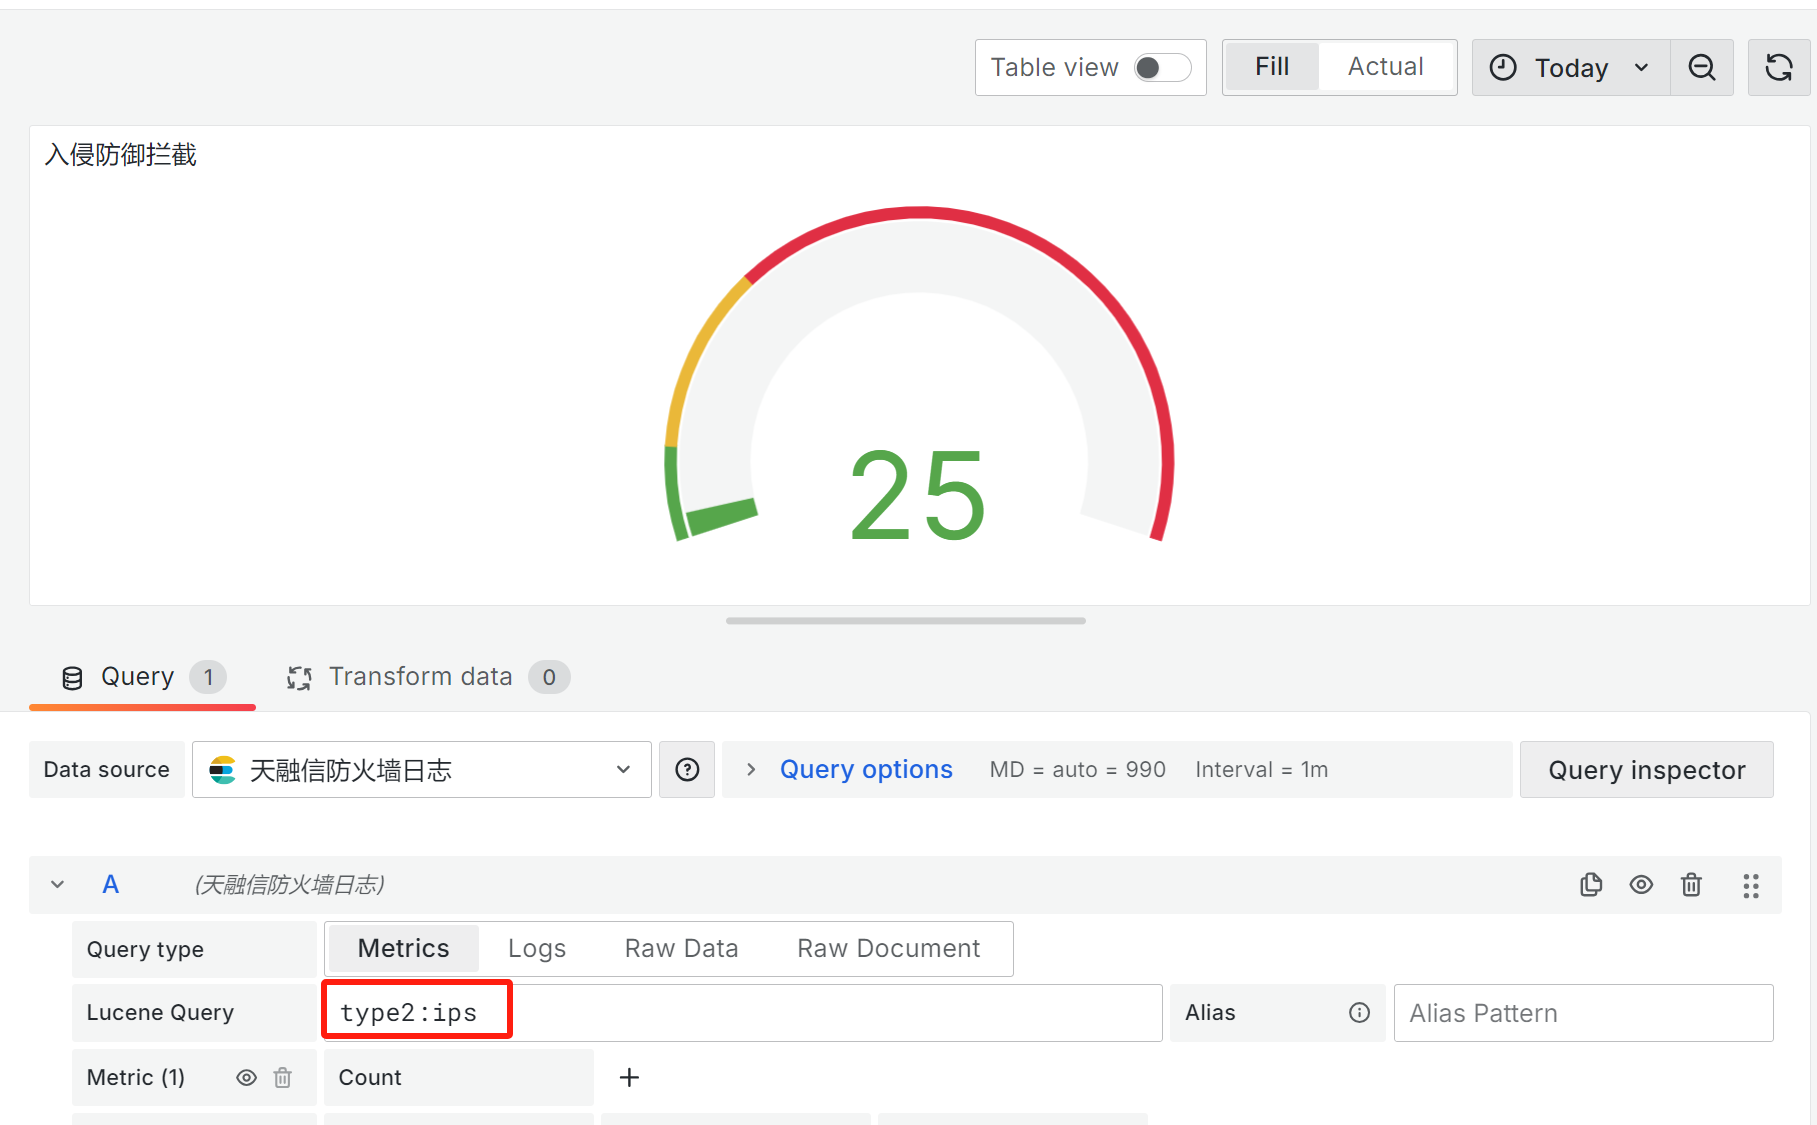 Table view Fill Actual Today
入侵防御拦截
25
Query 1 Transform data 0
Data source 天融信防火墙日志 Query options MD = auto = 990 Interval = 1m Query inspector
A (天融信防火墙日志)
Query type Metrics Logs Raw Data Raw Document
Lucene Query type2:ips Alias Alias Pattern
Metric (1) Count